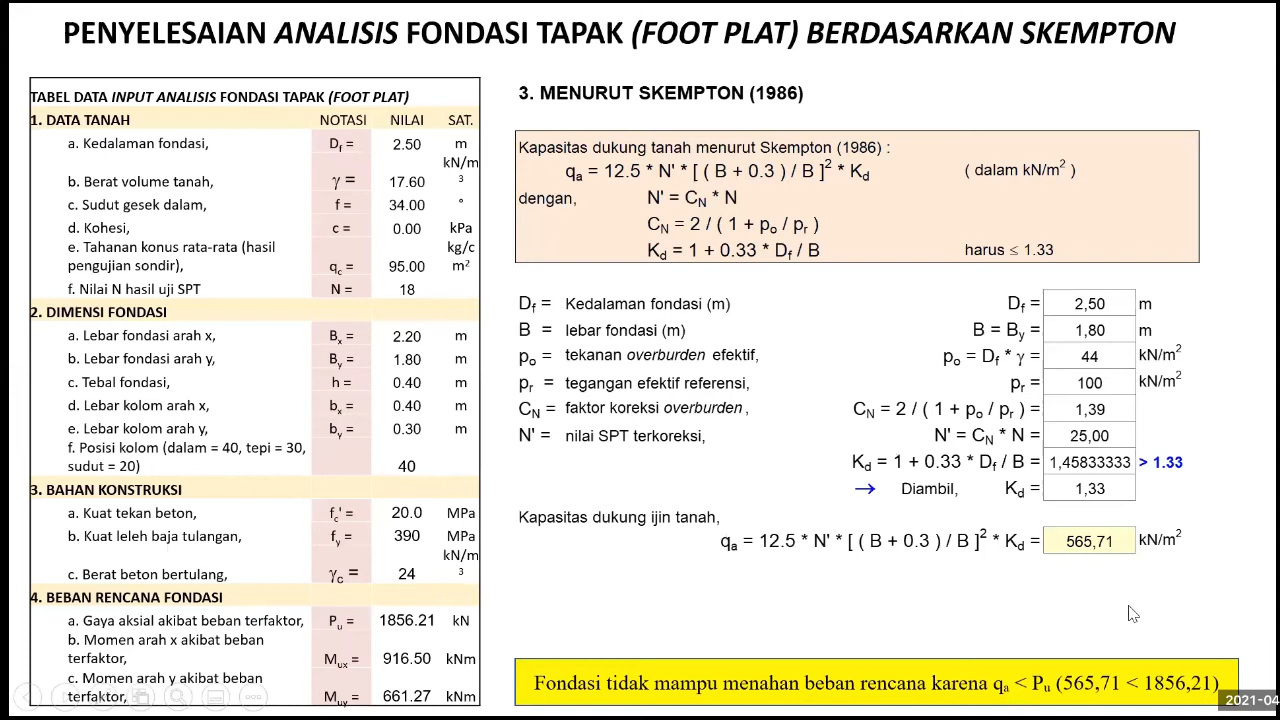 PENYELESAIAN ANALISIS FONDASI TAPAK (FOOT PLAT) BERDASARKAN SKEMPTON
TABEL DATA INPUT ANALISIS FONDASI TAPAK (FOOT PLAT)
1. DATA TANAH NOTASI NILAI SAT.
a. Kedalaman fondasi, Df = 2.50 m
b. Berat volume tanah, γ = 17.60 kN/m3
c. Sudut gesek dalam, f = 34.00 °
d. Kohesi, c = 0.00 kPa
e. Tahanan konus rata-rata (hasil
pengujian sondir), qc = 95.00 kg/cm2
f. Nilai N hasil uji SPT N = 18
2. DIMENSI FONDASI
a. Lebar fondasi arah x, Bx = 2.20 m
b. Lebar fondasi arah y, By = 1.80 m
c. Tebal fondasi, h = 0.40 m
d. Lebar kolom arah x, bx = 0.40 m
e. Lebar kolom arah y, by = 0.30 m
f. Posisi kolom (dalam = 40, tepi = 30,
sudut = 20) 40
3. BAHAN KONSTRUKSI
a. Kuat tekan beton, fc' = 20.0 MPa
b. Kuat leleh baja tulangan, fy = 390 MPa
c. Berat beton bertulang, γc = 24 kN/m3
4. BEBAN RENCANA FONDASI
a. Gaya aksial akibat beban terfaktor, Pu = 1856.21 kN
b. Momen arah x akibat beban
terfaktor, Mux = 916.50 kNm
c. Momen arah y akibat beban
terfaktor, Muy = 661.27 kNm
3. MENURUT SKEMPTON (1986)
Kapasitas dukung tanah menurut Skempton (1986) :
qa = 12.5 * N' * [ ( B + 0.3 ) / B ]2 * Kd ( dalam kN/m2 )
dengan, N' = CN * N
CN = 2 / ( 1 + po / pr )
Kd = 1 + 0.33 * Df / B harus ≤ 1.33
Df = Kedalaman fondasi (m) Df = 2,50 m
B = lebar fondasi (m) B = By = 1,80 m
po = tekanan overburden efektif, po = Df * γ = 44 kN/m2
pr = tegangan efektif referensi, pr = 100 kN/m2
CN = faktor koreksi overburden, CN = 2 / ( 1 + po / pr ) = 1,39
N' = nilai SPT terkoreksi, N' = CN * N = 25,00
Kd = 1 + 0.33 * Df / B = 1,45833333 > 1.33
→ Diambil, Kd = 1,33
Kapasitas dukung ijin tanah,
qa = 12.5 * N' * [ ( B + 0.3 ) / B ]2 * Kd = 565,71 kN/m2
Fondasi tidak mampu menahan beban rencana karena qa < Pu (565,71 < 1856,21)
2021-04